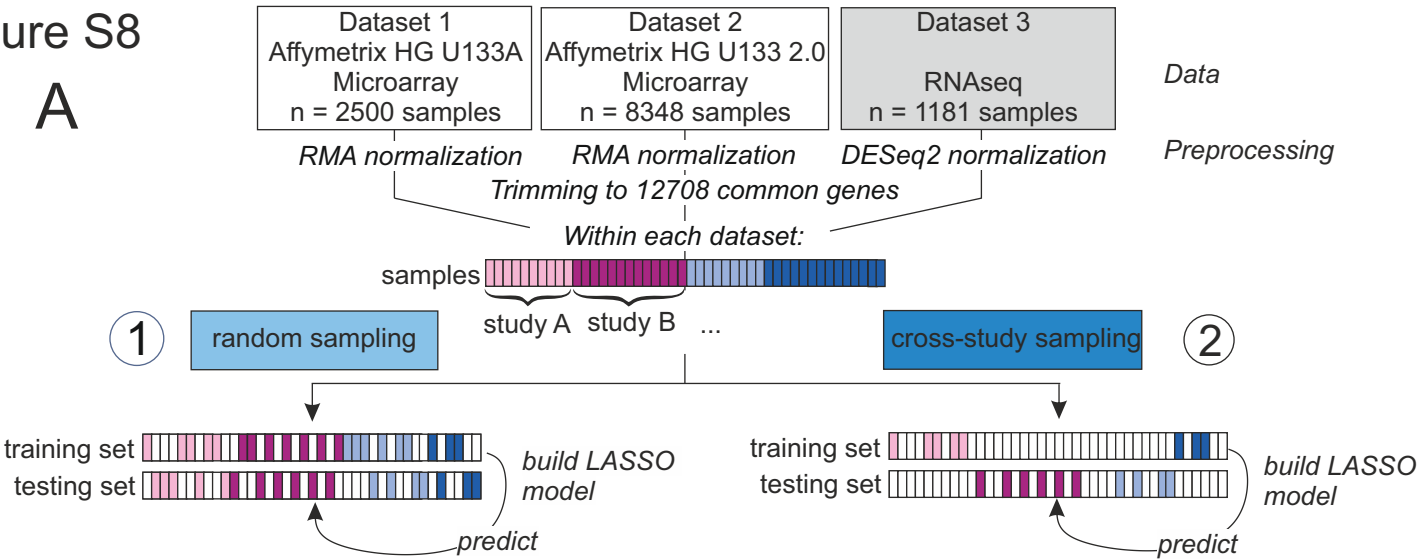 ure S8
A
Dataset 1
Affymetrix HG U133A
Microarray
n = 2500 samples
Dataset 2
Affymetrix HG U133 2.0
Microarray
n = 8348 samples
Dataset 3
RNAseq
n = 1181 samples
Data
RMA normalization
RMA normalization
DESeq2 normalization
Preprocessing
Trimming to 12708 common genes
Within each dataset:
samples
study A
study B
...
1
random sampling
cross-study sampling
2
training set
testing set
build LASSO
model
predict
training set
testing set
build LASSO
model
predict